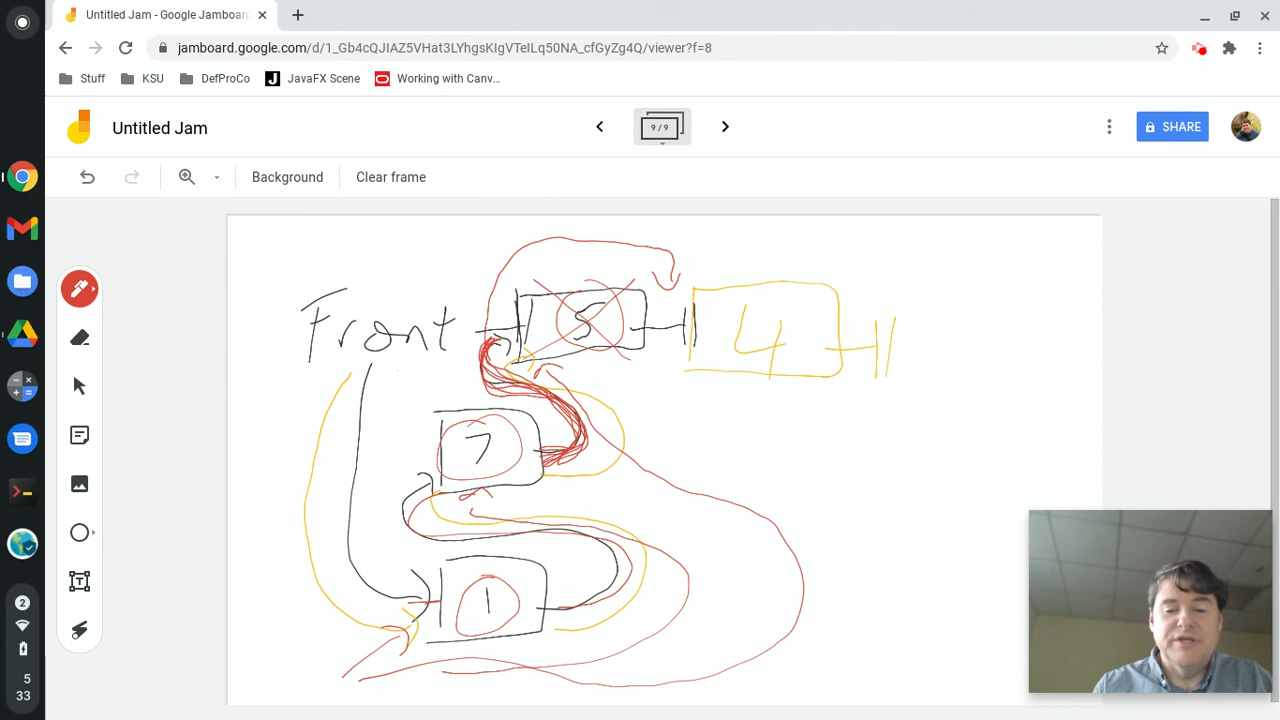 Untitled Jam - Google Jamboard
jamboard.google.com/d/1_Gb4cQJIAZ5VHat3LYhgsKIgVTeILq50NA_cfGyZg4Q/viewer?f=8
Stuff KSU DefProCo JavaFX Scene Working with Canv...
Untitled Jam
9 / 9
SHARE
Background Clear frame
Front 5 4
7
1
2
5
33